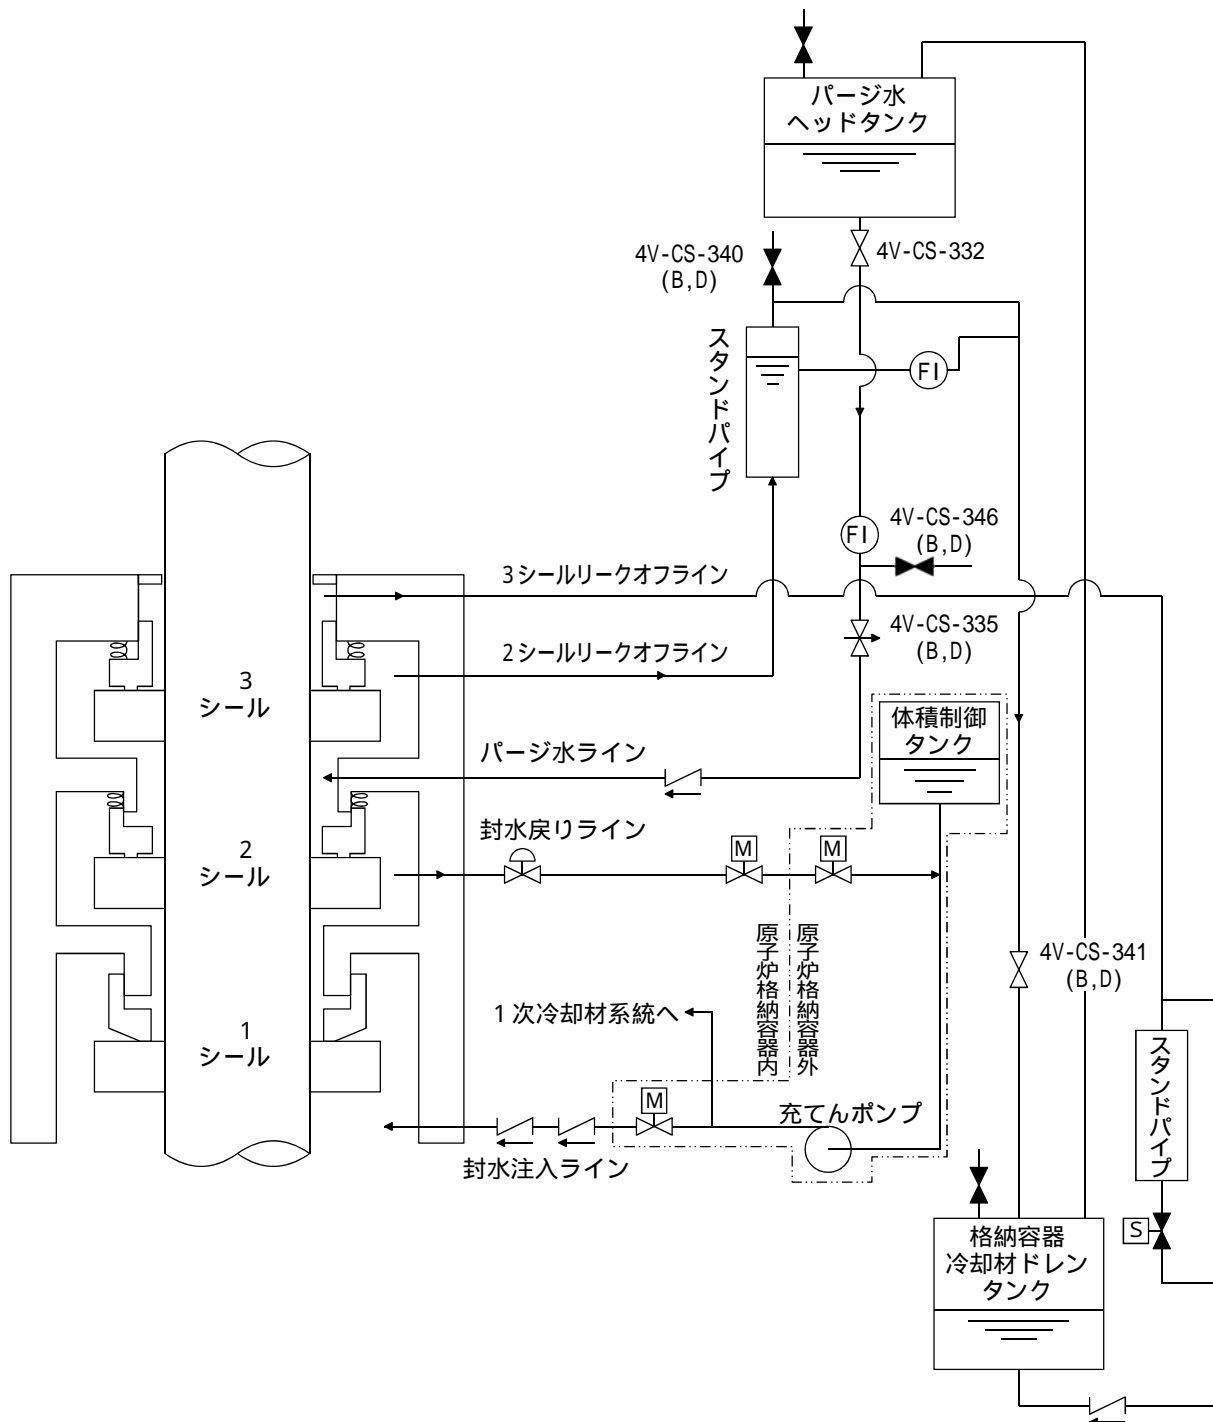 パージ水
ヘッドタンク
4V-CS-340
(B,D)
4V-CS-332
スタンドパイプ
FI
FI
4V-CS-346
(B,D)
3シールリークオフライン
4V-CS-335
(B,D)
2シールリークオフライン
3
シール
体積制御
タンク
パージ水ライン
封水戻りライン
2
シール
M
M
原子炉格納容器内
原子炉格納容器外
4V-CS-341
(B,D)
1次冷却材系統へ
1
シール
スタンドパイプ
M
充てんポンプ
封水注入ライン
S
格納容器
冷却材ドレン
タンク